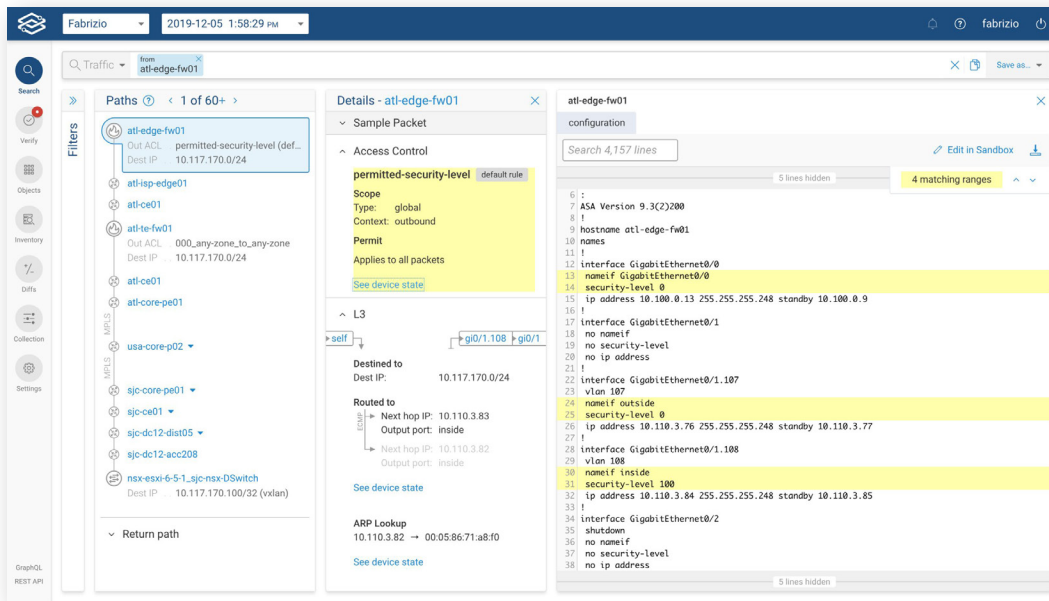 Fabrizio
2019-12-05 1:58:29 PM
fabrizio
Search
Verify
Objects
Inventory
Diffs
Collection
Settings
GraphQL
REST API
Traffic
from
atl-edge-fw01
Save as...
Filters
Paths
1 of 60+
atl-edge-fw01
Out ACL permitted-security-level (def...
Dest IP 10.117.170.0/24
atl-isp-edge01
atl-ce01
atl-te-fw01
Out ACL 000_any-zone_to_any-zone
Dest IP 10.117.170.0/24
atl-ce01
atl-core-pe01
MPLS
usa-core-p02
MPLS
sjc-core-pe01
sjc-ce01
sjc-dc12-dist05
sjc-dc12-acc208
nsx-esxi-6-5-1_sjc-nsx-DSwitch
Dest IP 10.117.170.100/32 (vxlan)
Return path
Details - atl-edge-fw01
Sample Packet
Access Control
permitted-security-level default rule
Scope
Type: global
Context: outbound
Permit
Applies to all packets
See device state
L3
self gi0/1.108 gi0/1
Destined to
Dest IP: 10.117.170.0/24
Routed to
ECMP
Next hop IP: 10.110.3.83
Output port: inside
Next hop IP: 10.110.3.82
Output port: inside
See device state
ARP Lookup
10.110.3.82 → 00:05:86:71:a8:f0
See device state
atl-edge-fw01
configuration
Search 4,157 lines
Edit in Sandbox
5 lines hidden
4 matching ranges
6 :
7 ASA Version 9.3(2)200
8 !
9 hostname atl-edge-fw01
10 names
11 !
12 interface GigabitEthernet0/0
13 nameif GigabitEthernet0/0
14 security-level 0
15 ip address 10.100.0.13 255.255.255.248 standby 10.100.0.9
16 !
17 interface GigabitEthernet0/1
18 no nameif
19 no security-level
20 no ip address
21 !
22 interface GigabitEthernet0/1.107
23 vlan 107
24 nameif outside
25 security-level 0
26 ip address 10.110.3.76 255.255.255.248 standby 10.110.3.77
27 !
28 interface GigabitEthernet0/1.108
29 vlan 108
30 nameif inside
31 security-level 100
32 ip address 10.110.3.84 255.255.255.248 standby 10.110.3.85
33 !
34 interface GigabitEthernet0/2
35 shutdown
36 no nameif
37 no security-level
38 no ip address
5 lines hidden